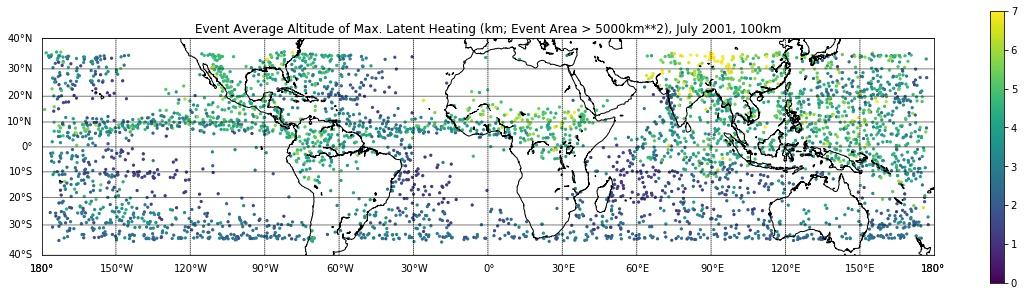 Event Average Altitude of Max. Latent Heating (km; Event Area > 5000km**2), July 2001, 100km
40°N
30°N
20°N
10°N
0°
10°S
20°S
30°S
40°S
180° 150°W 120°W 90°W 60°W 30°W 0° 30°E 60°E 90°E 120°E 150°E 180°
7
6
5
4
3
2
1
0